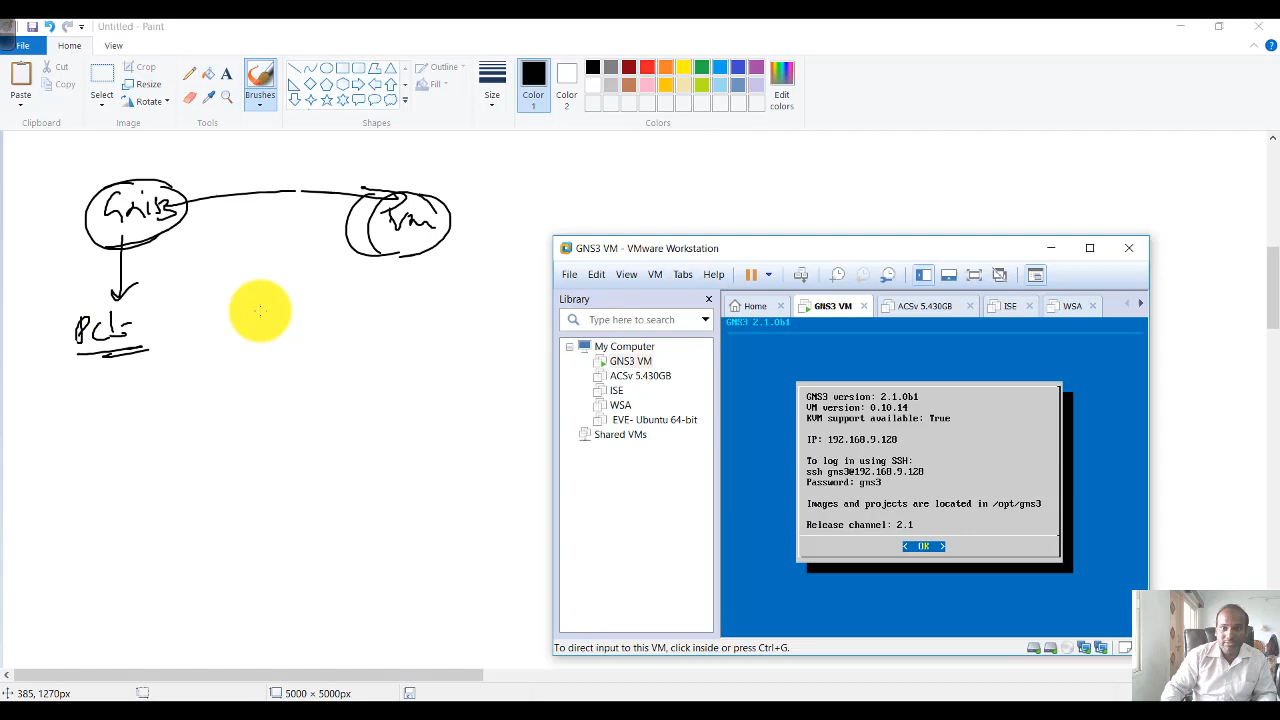 Untitled - Paint
File
Home
View
Paste
Cut
Copy
Clipboard
Select
Crop
Resize
Rotate
Image
Tools
Brushes
Shapes
Outline
Fill
Size
Color 1
Color 2
Edit colors
Colors
GNS3 VM - VMware Workstation
File Edit View VM Tabs Help
Library
Type here to search
My Computer
GNS3 VM
ACSv 5.430GB
ISE
WSA
EVE- Ubuntu 64-bit
Shared VMs
Home
GNS3 VM
ACSv 5.430GB
ISE
WSA
GNS3 2.1.0b1
GNS3 version: 2.1.0b1
VM version: 0.10.14
KVM support available: True
IP: 192.168.9.128
To log in using SSH:
ssh gns3@192.168.9.128
Password: gns3
Images and projects are located in /opt/gns3
Release channel: 2.1
< OK >
To direct input to this VM, click inside or press Ctrl+G.
385, 1270px
5000 × 5000px